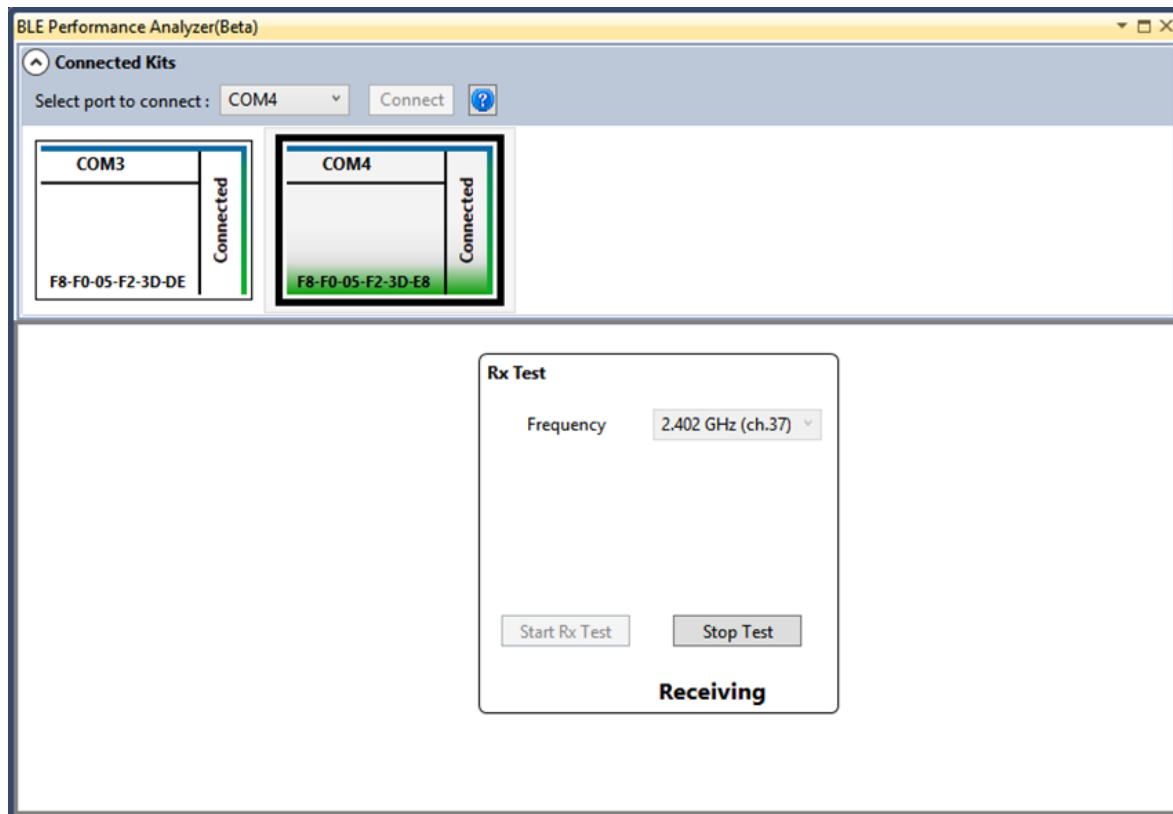 BLE Performance Analyzer(Beta)
Connected Kits
Select port to connect : COM4 Connect ?
COM3
Connected
F8-F0-05-F2-3D-DE
COM4
Connected
F8-F0-05-F2-3D-E8
Rx Test
Frequency 2.402 GHz (ch.37)
Start Rx Test Stop Test
Receiving